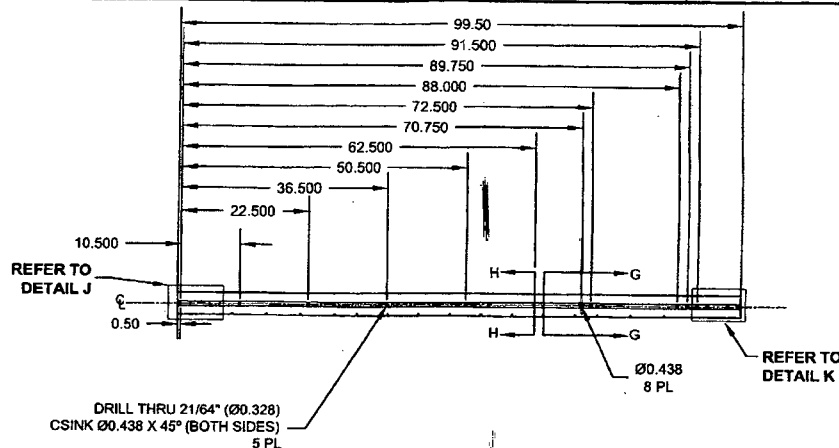 99.50
91.500
89.750
88.000
72.500
70.750
62.500
50.500
36.500
22.500
10.500
REFER TO
DETAIL J
H
G
℄
0.50
H
G
Ø0.438
8 PL
REFER TO
DETAIL K
DRILL THRU 21/64" (Ø0.328)
CSINK Ø0.438 X 45° (BOTH SIDES)
5 PL